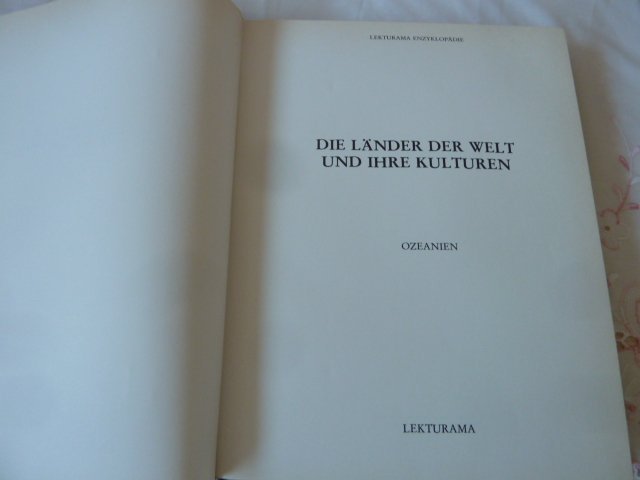 LEKTURAMA ENZYKLOPÄDIE
DIE LÄNDER DER WELT
UND IHRE KULTUREN
OZEANIEN
LEKTURAMA